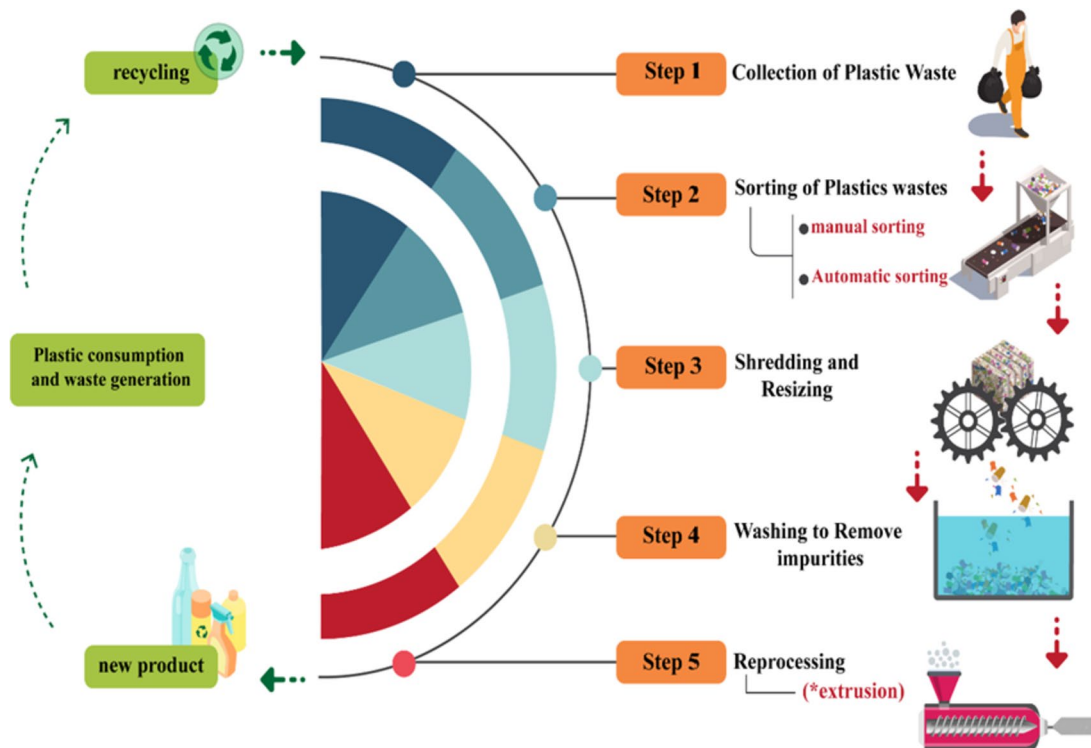 recycling
Step 1
Collection of Plastic Waste
Step 2
Sorting of Plastics wastes
manual sorting
Automatic sorting
Plastic consumption
and waste generation
Step 3
Shredding and
Resizing
Step 4
Washing to Remove
impurities
new product
Step 5
Reprocessing
(*extrusion)